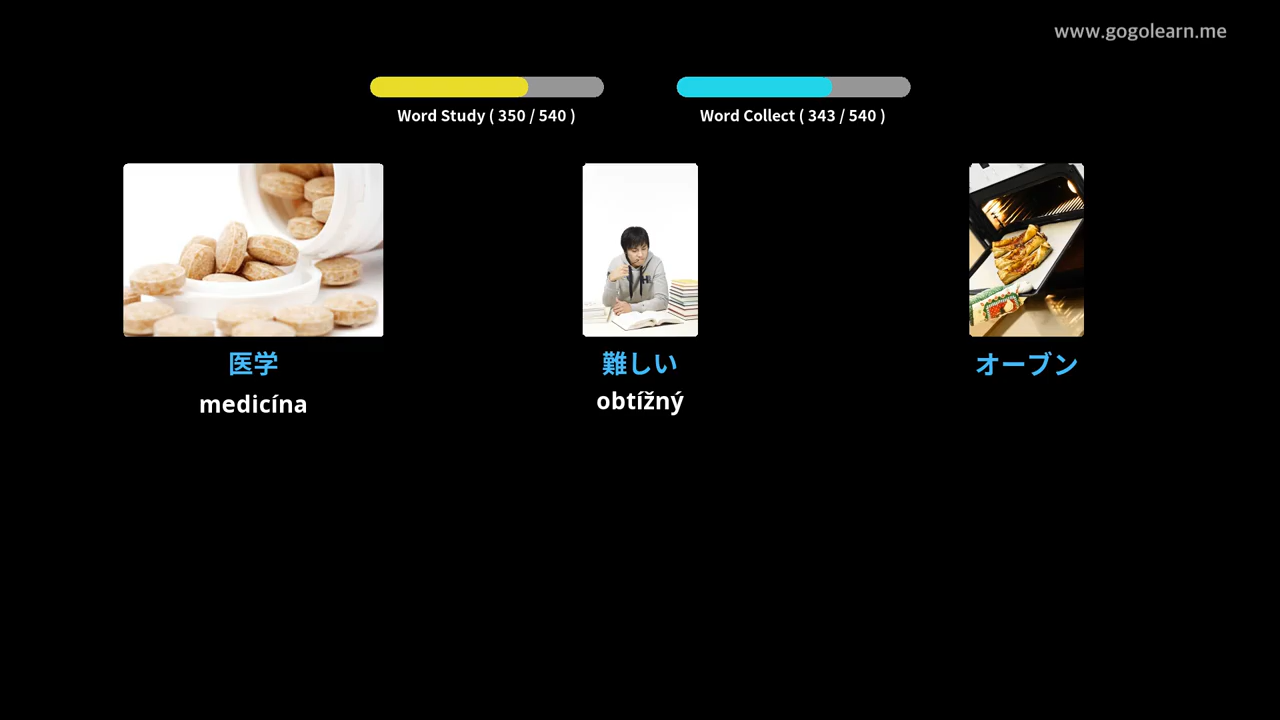 www.gogolearn.me
Word Study ( 350 / 540 )
Word Collect ( 343 / 540 )
医学
難しい
オーブン
medicína
obtížný